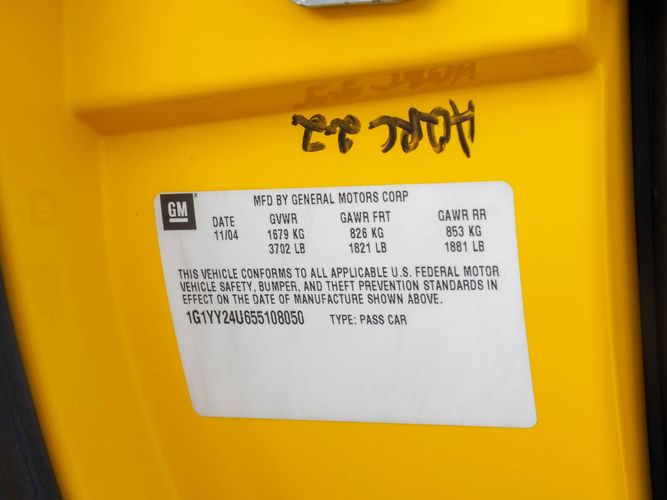 GM
MFD BY GENERAL MOTORS CORP
DATE GVWR GAWR FRT GAWR RR
11/04 1679 KG 826 KG 853 KG
3702 LB 1821 LB 1881 LB
THIS VEHICLE CONFORMS TO ALL APPLICABLE U.S. FEDERAL MOTOR
VEHICLE SAFETY, BUMPER, AND THEFT PREVENTION STANDARDS IN
EFFECT ON THE DATE OF MANUFACTURE SHOWN ABOVE.
1G1YY24U655108050 TYPE: PASS CAR